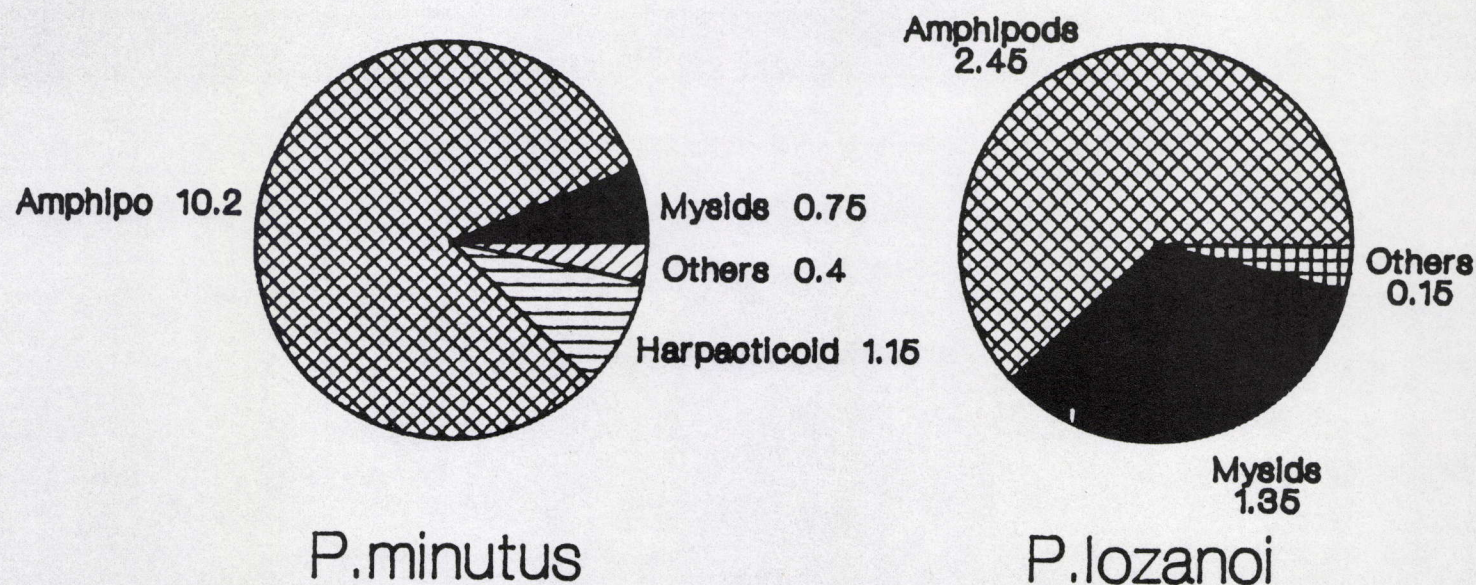 Amphipo 10.2
Mysids 0.75
Others 0.4
Harpacticoid 1.15
P.minutus
Amphipods
2.45
Others
0.15
Mysids
1.35
P.lozanoi